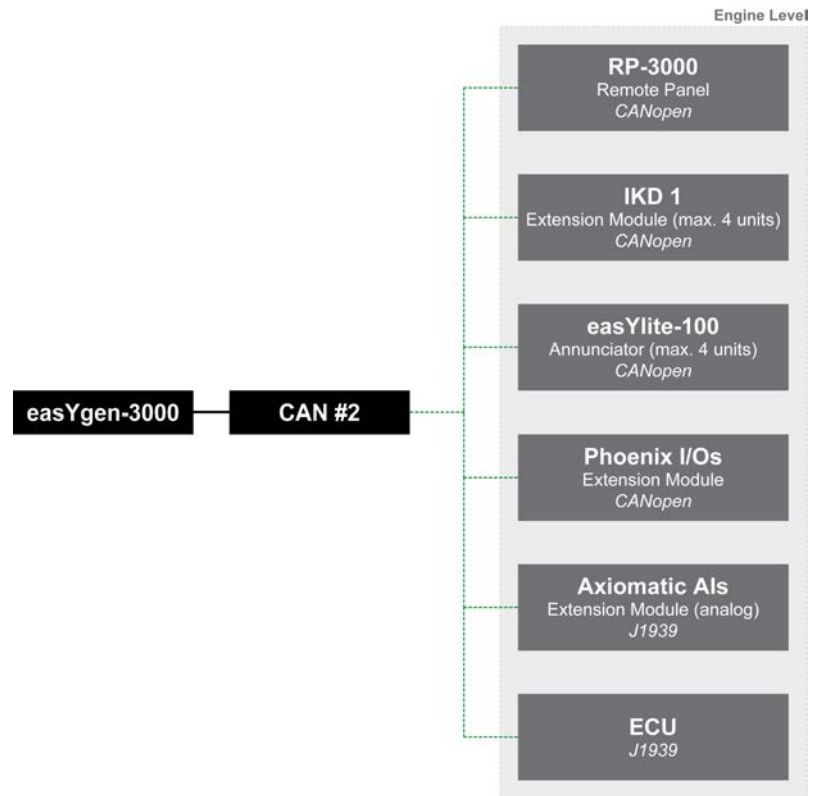 Engine Level
RP-3000
Remote Panel
CANopen
IKD 1
Extension Module (max. 4 units)
CANopen
easYlite-100
Annunciator (max. 4 units)
CANopen
easYgen-3000
CAN #2
Phoenix I/Os
Extension Module
CANopen
Axiomatic AIs
Extension Module (analog)
J1939
ECU
J1939